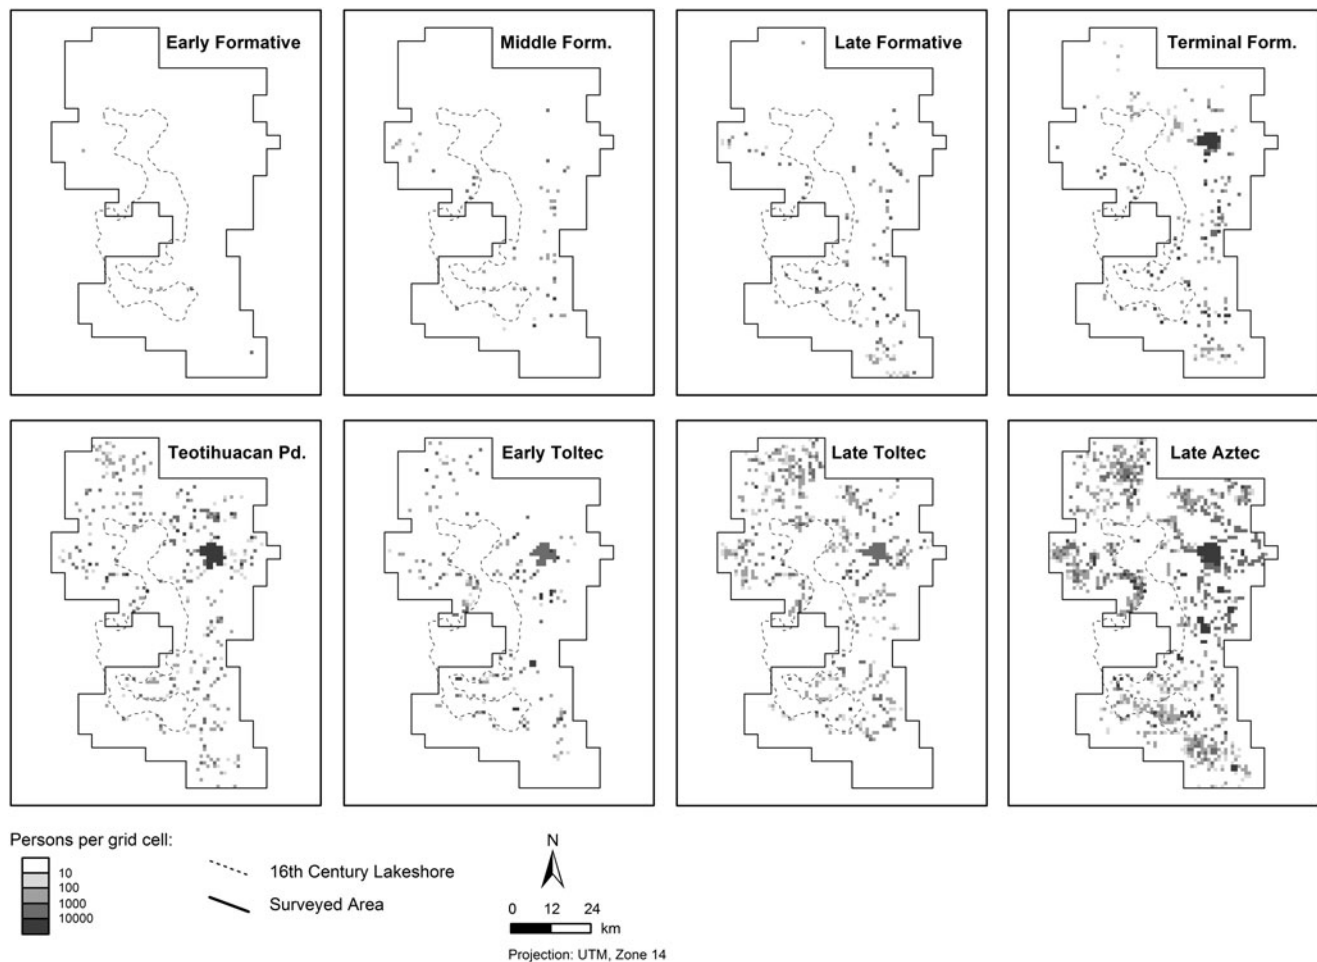 Early Formative
Middle Form.
Late Formative
Terminal Form.
Teotihuacan Pd.
Early Toltec
Late Toltec
Late Aztec
Persons per grid cell:
10
100
1000
10000
16th Century Lakeshore
Surveyed Area
N
0 12 24
km
Projection: UTM, Zone 14